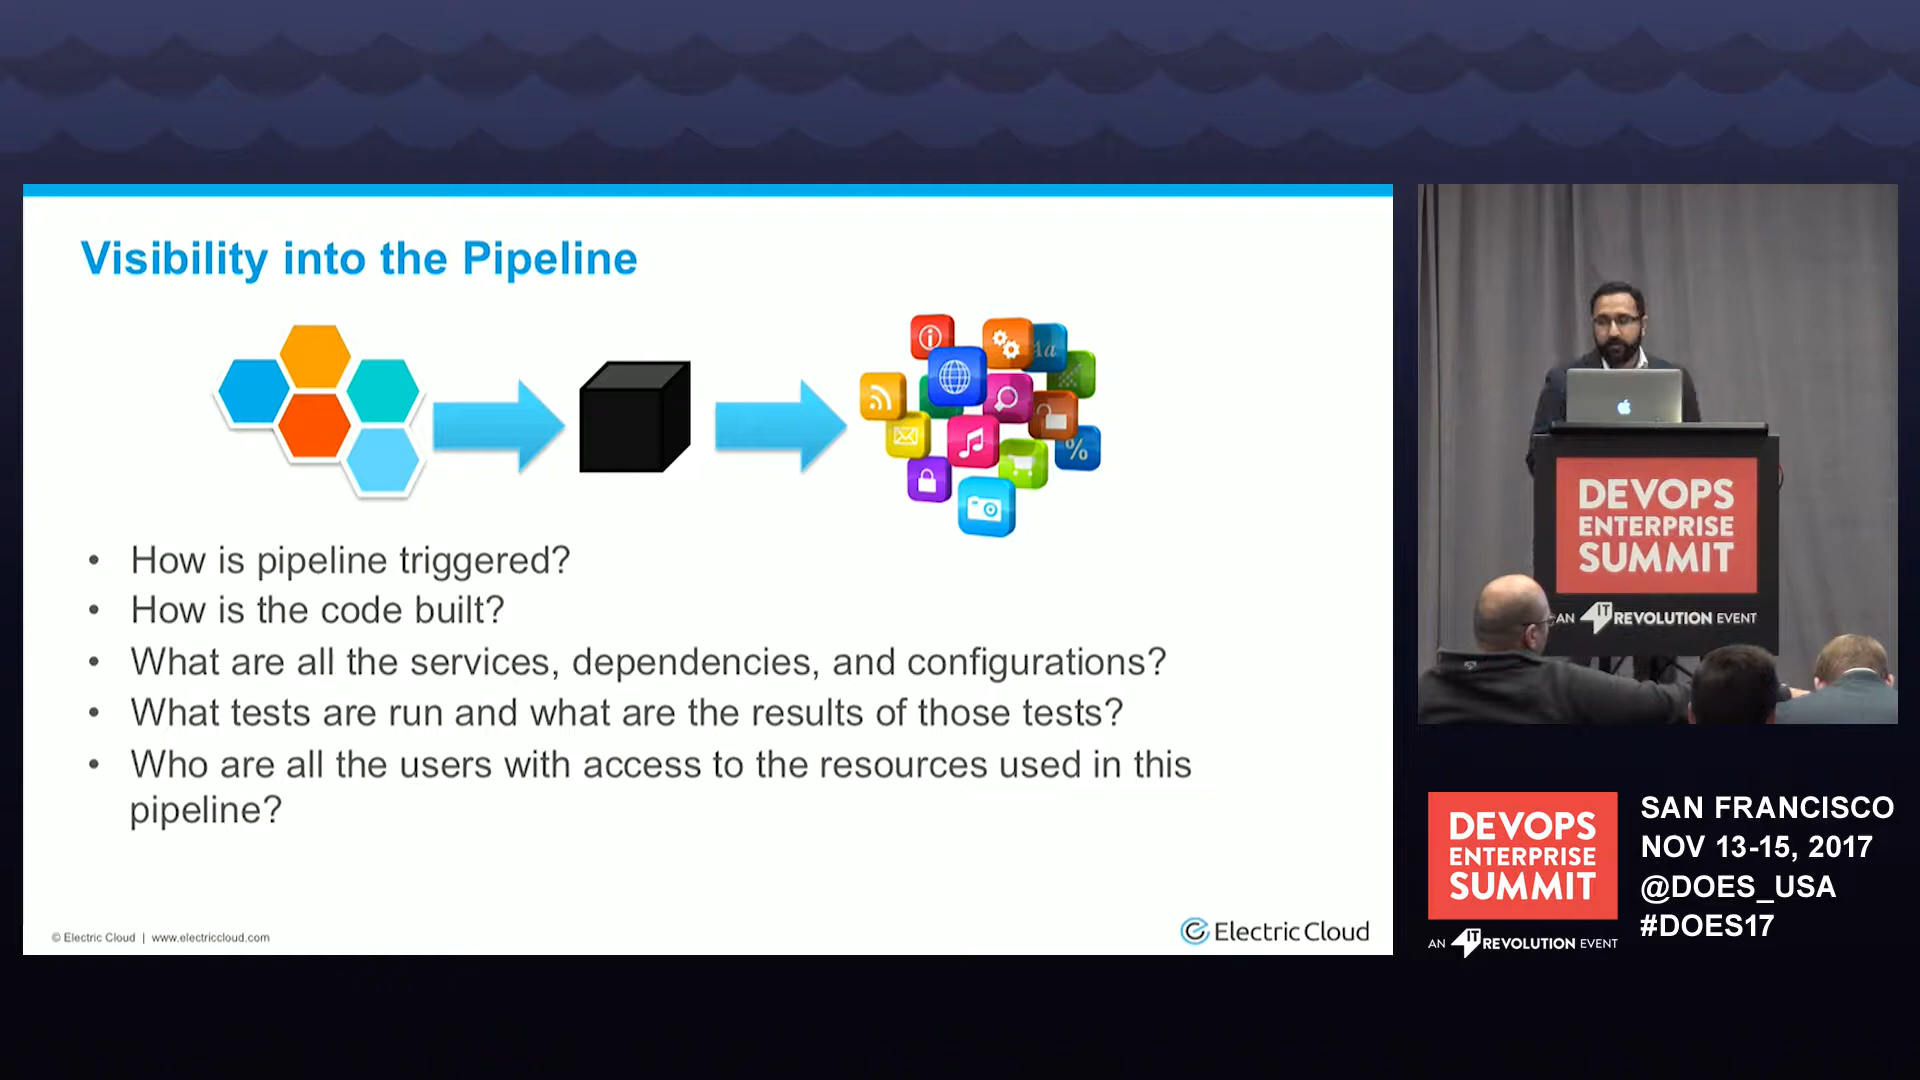 Visibility into the Pipeline
Aa
%
• How is pipeline triggered?
• How is the code built?
• What are all the services, dependencies, and configurations?
• What tests are run and what are the results of those tests?
• Who are all the users with access to the resources used in this
pipeline?
© Electric Cloud | www.electriccloud.com
Electric Cloud
DEVOPS
ENTERPRISE
SUMMIT
AN IT REVOLUTION EVENT
DEVOPS
ENTERPRISE
SUMMIT
AN IT REVOLUTION EVENT
SAN FRANCISCO
NOV 13-15, 2017
@DOES_USA
#DOES17